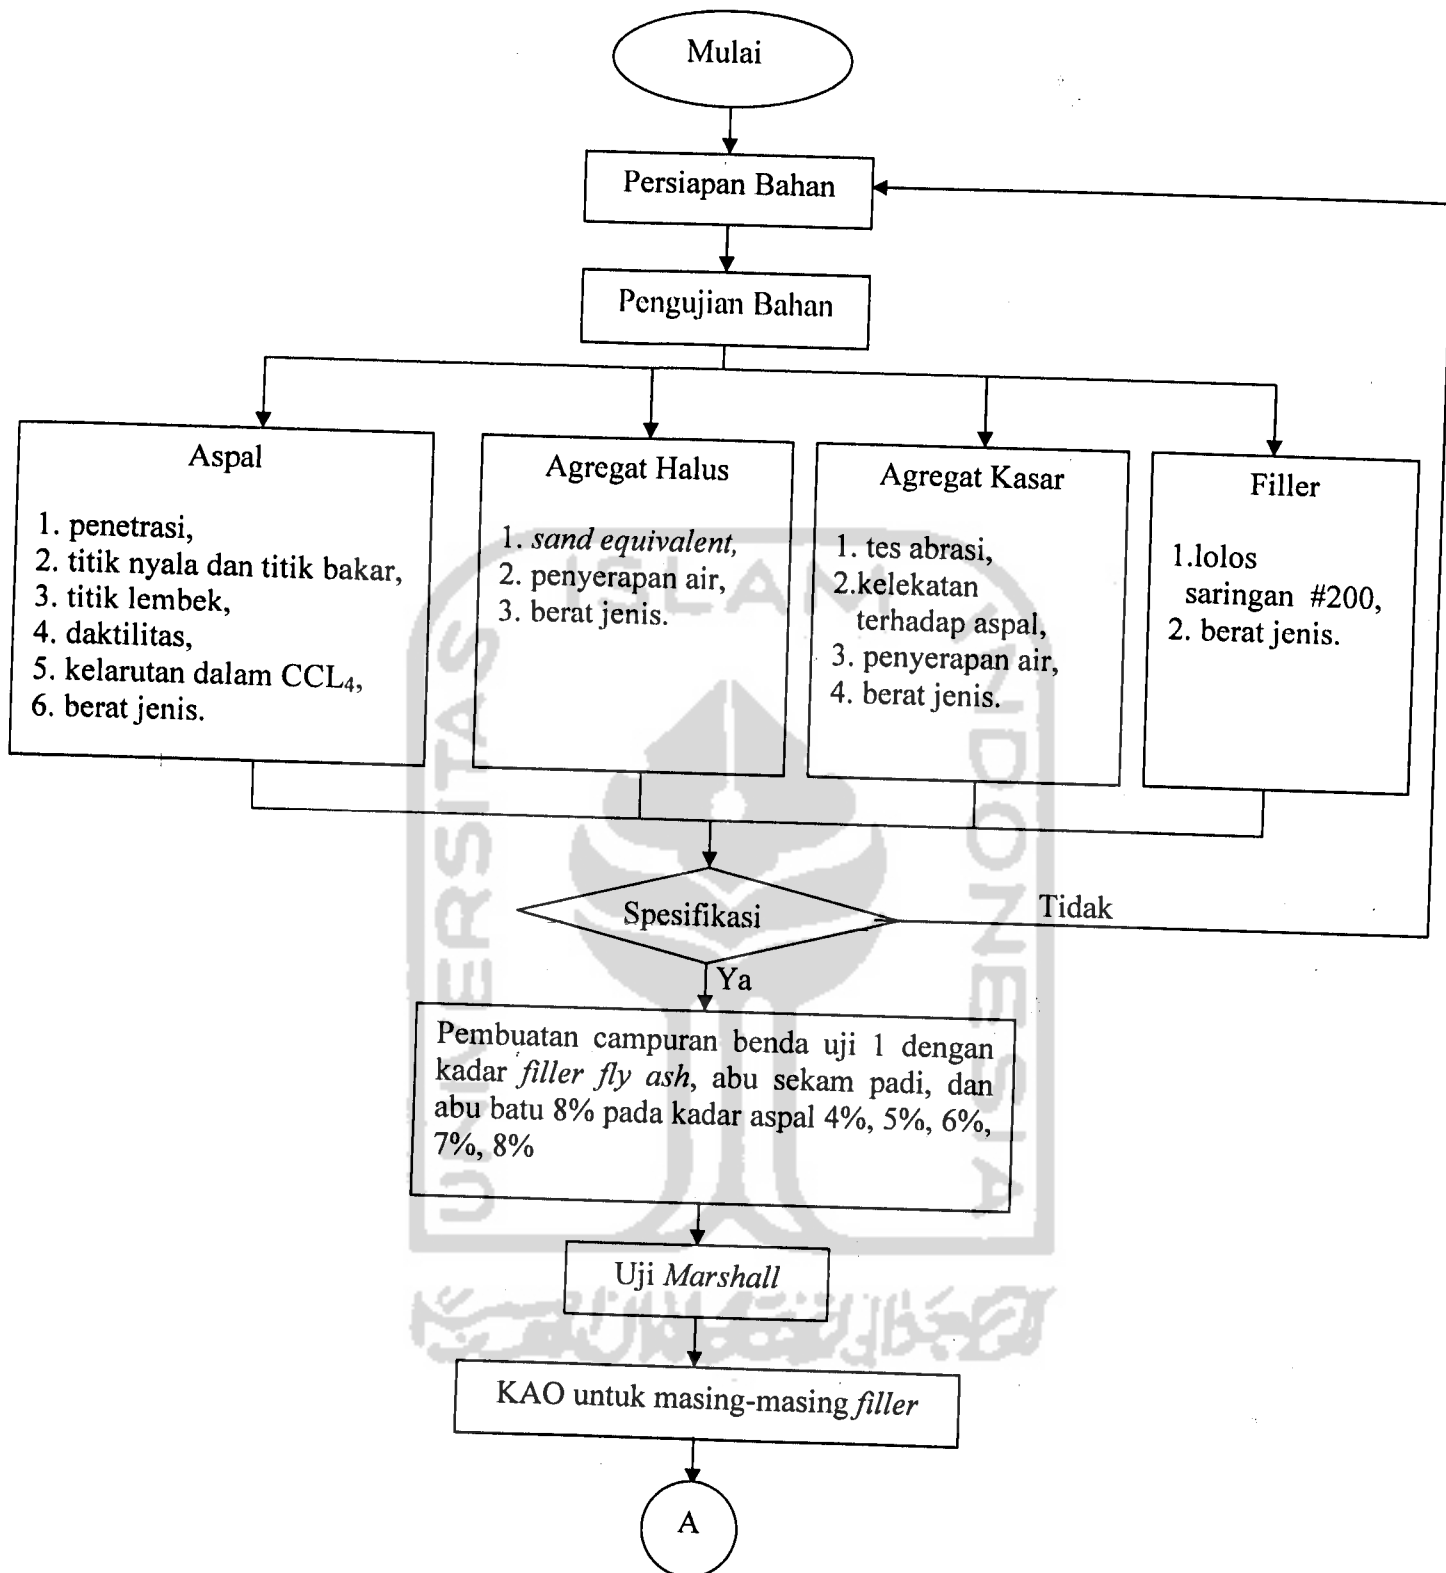 Mulai
Persiapan Bahan
Pengujian Bahan
Aspal
1. penetrasi,
2. titik nyala dan titik bakar,
3. titik lembek,
4. daktilitas,
5. kelarutan dalam CCL₄,
6. berat jenis.
Agregat Halus
1. sand equivalent,
2. penyerapan air,
3. berat jenis.
Agregat Kasar
1. tes abrasi,
2.kelekatan
terhadap aspal,
3. penyerapan air,
4. berat jenis.
Filler
1.lolos
saringan #200,
2. berat jenis.
Spesifikasi
Tidak
Ya
Pembuatan campuran benda uji 1 dengan
kadar filler fly ash, abu sekam padi, dan
abu batu 8% pada kadar aspal 4%, 5%, 6%,
7%, 8%
Uji Marshall
KAO untuk masing-masing filler
A
UNIVERSITAS
ISLAM
INDONESIA